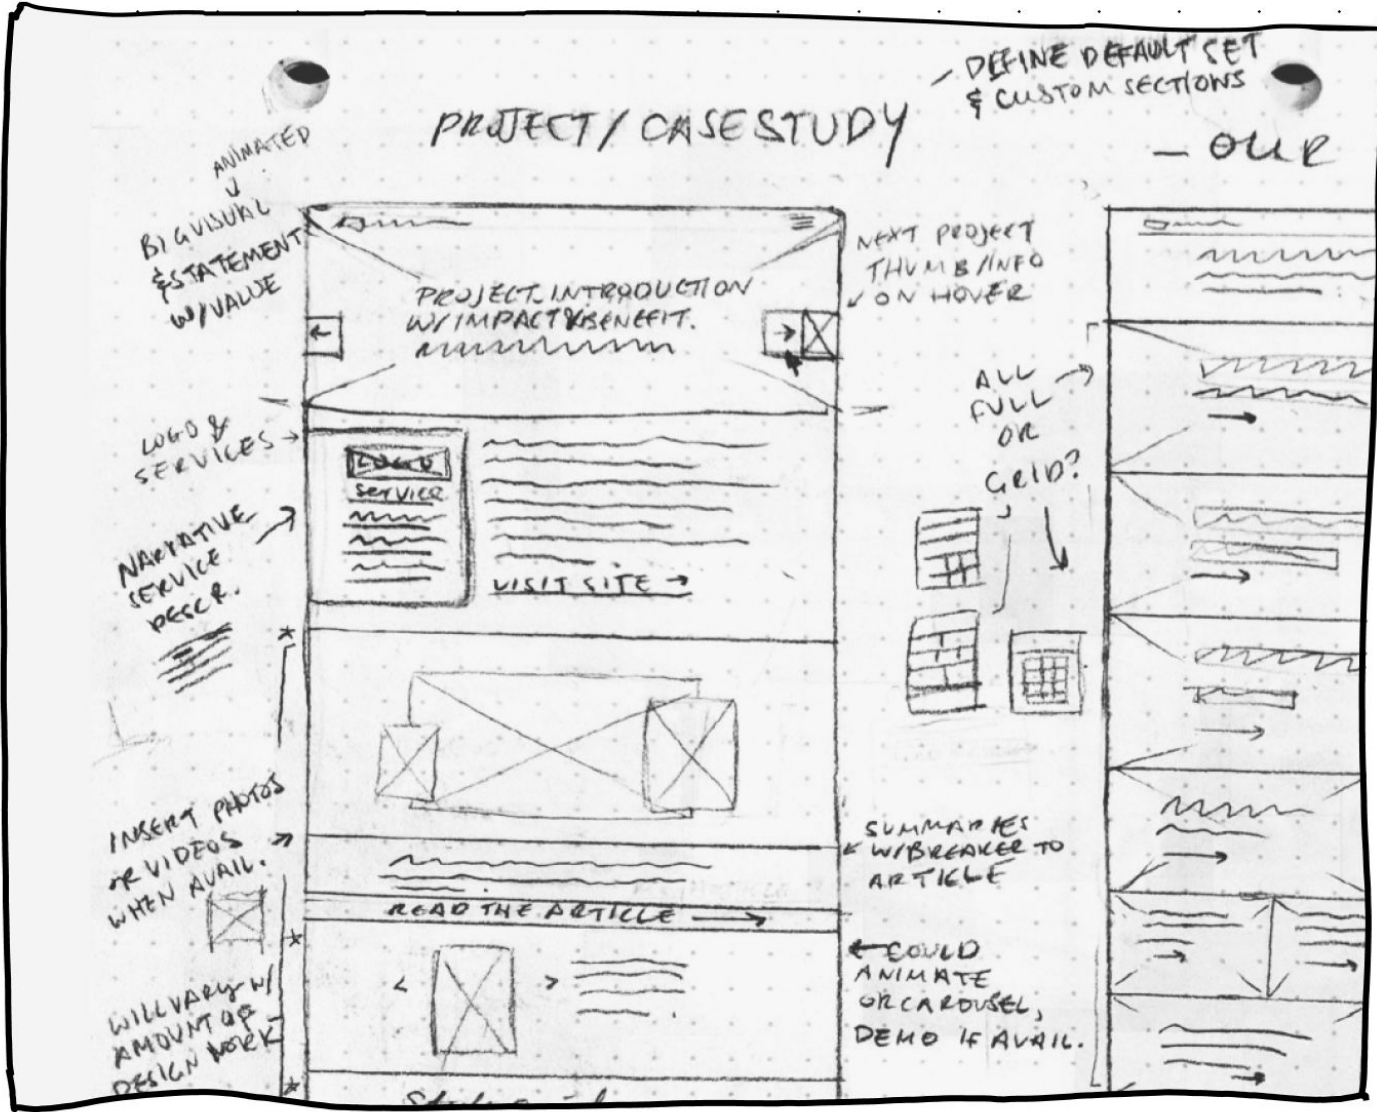 - DEFINE DEFAULT SET
& CUSTOM SECTIONS
PROJECT / CASE STUDY
- OUR
ANIMATED
BIG VISUAL
& STATEMENT
W/VALUE
PROJECT INTRODUCTION
W/IMPACT & BENEFIT.
←
→
NEXT PROJECT
THUMB/INFO
ON HOVER
LOGO &
SERVICES →
LOGO
SERVICE
VISIT SITE →
NARRATIVE
SERVICE
DESCR.
ALL
FULL
OR
GRID?
INSERT PHOTOS
OR VIDEOS
WHEN AVAIL.
SUMMARIES
W/BREAKER TO
ARTICLE
READ THE ARTICLE →
WILL VARY W/
AMOUNT OF
DESIGN WORK
< >
← COULD
ANIMATE
OR CAROUSEL,
DEMO IF AVAIL.